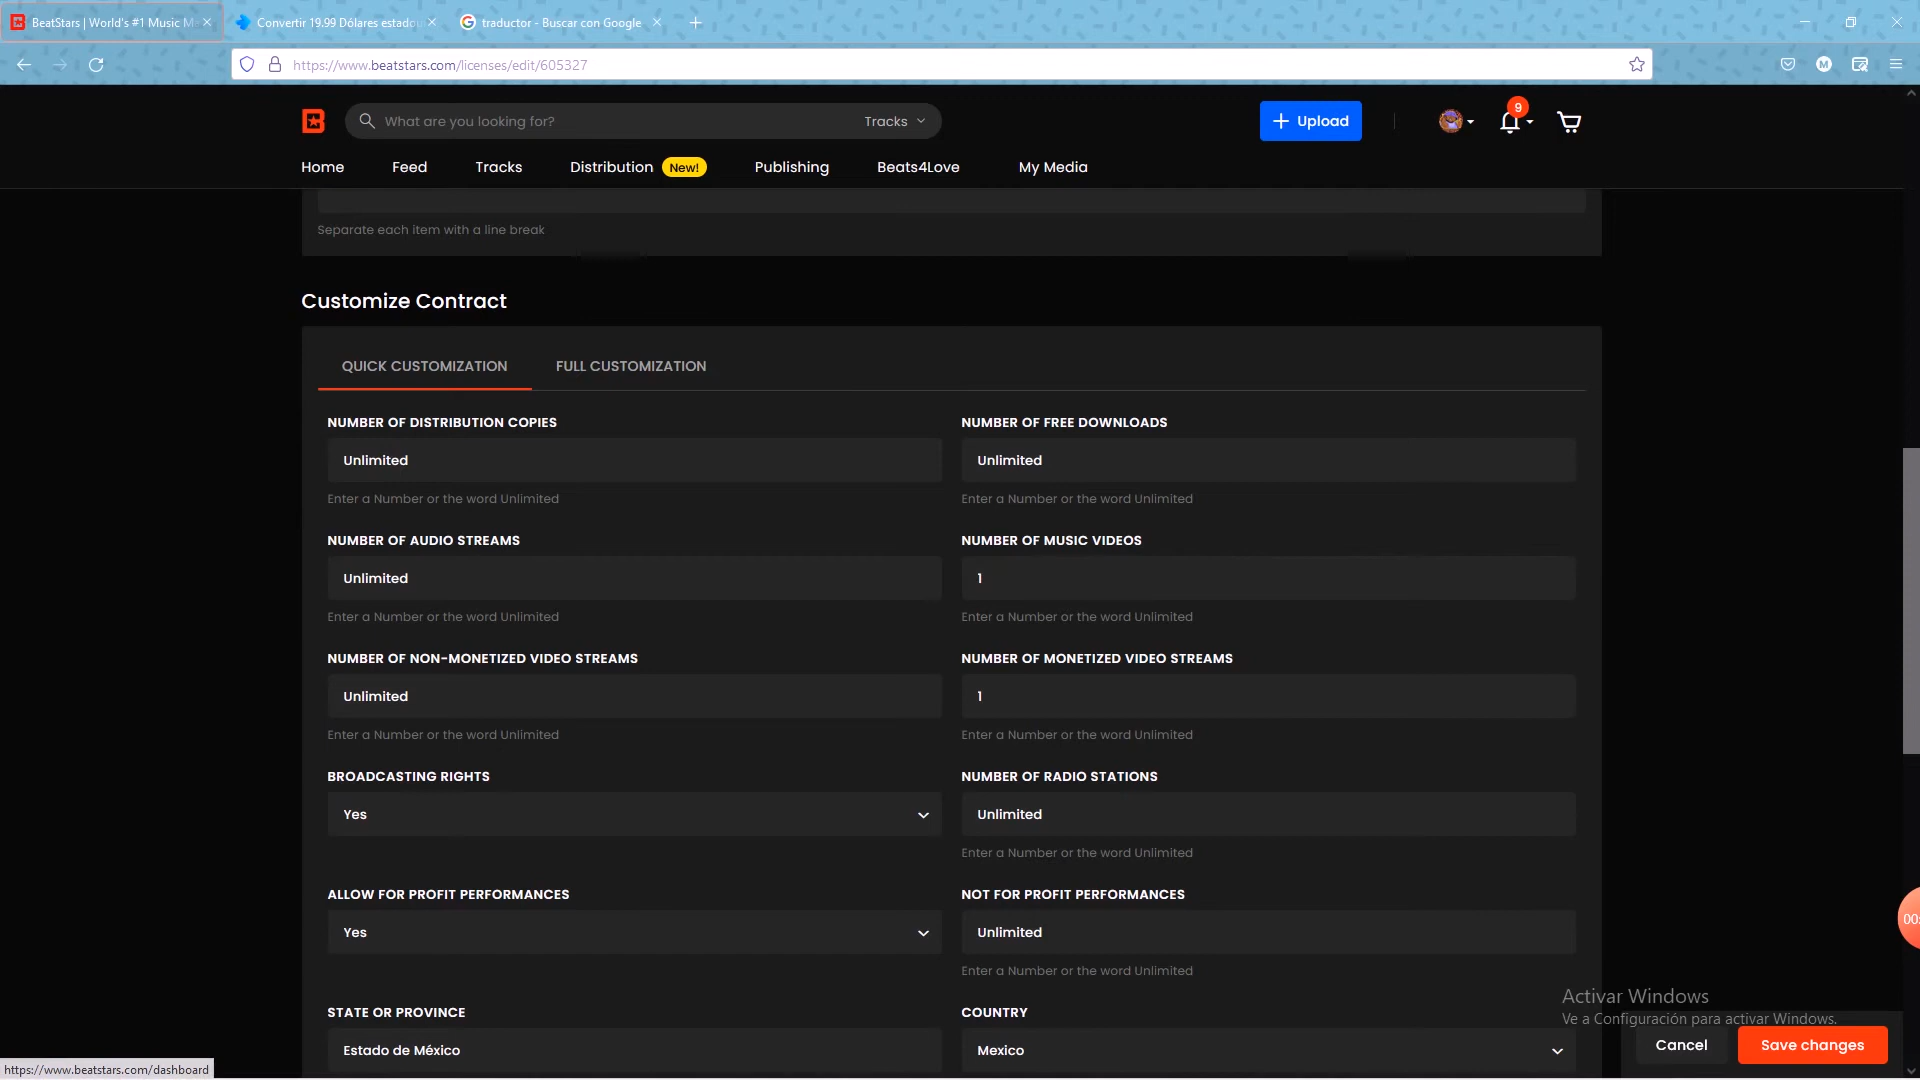 BeatStars | World's #1 Music M
Convertir 19.99 Dólares estadou
traductor - Buscar con Google
https://www.beatstars.com/licenses/edit/605327
M
What are you looking for?
Tracks
Upload
9
Home
Feed
Tracks
Distribution
New!
Publishing
Beats4Love
My Media
Separate each item with a line break
Customize Contract
QUICK CUSTOMIZATION
FULL CUSTOMIZATION
NUMBER OF DISTRIBUTION COPIES
NUMBER OF FREE DOWNLOADS
Unlimited
Unlimited
Enter a Number or the word Unlimited
Enter a Number or the word Unlimited
NUMBER OF AUDIO STREAMS
NUMBER OF MUSIC VIDEOS
Unlimited
1
Enter a Number or the word Unlimited
Enter a Number or the word Unlimited
NUMBER OF NON-MONETIZED VIDEO STREAMS
NUMBER OF MONETIZED VIDEO STREAMS
Unlimited
1
Enter a Number or the word Unlimited
Enter a Number or the word Unlimited
BROADCASTING RIGHTS
NUMBER OF RADIO STATIONS
Yes
Unlimited
Enter a Number or the word Unlimited
ALLOW FOR PROFIT PERFORMANCES
NOT FOR PROFIT PERFORMANCES
Yes
Unlimited
Enter a Number or the word Unlimited
STATE OR PROVINCE
COUNTRY
Estado de México
Mexico
00:
Activar Windows
Ve a Configuración para activar Windows.
Cancel
Save changes
https://www.beatstars.com/dashboard